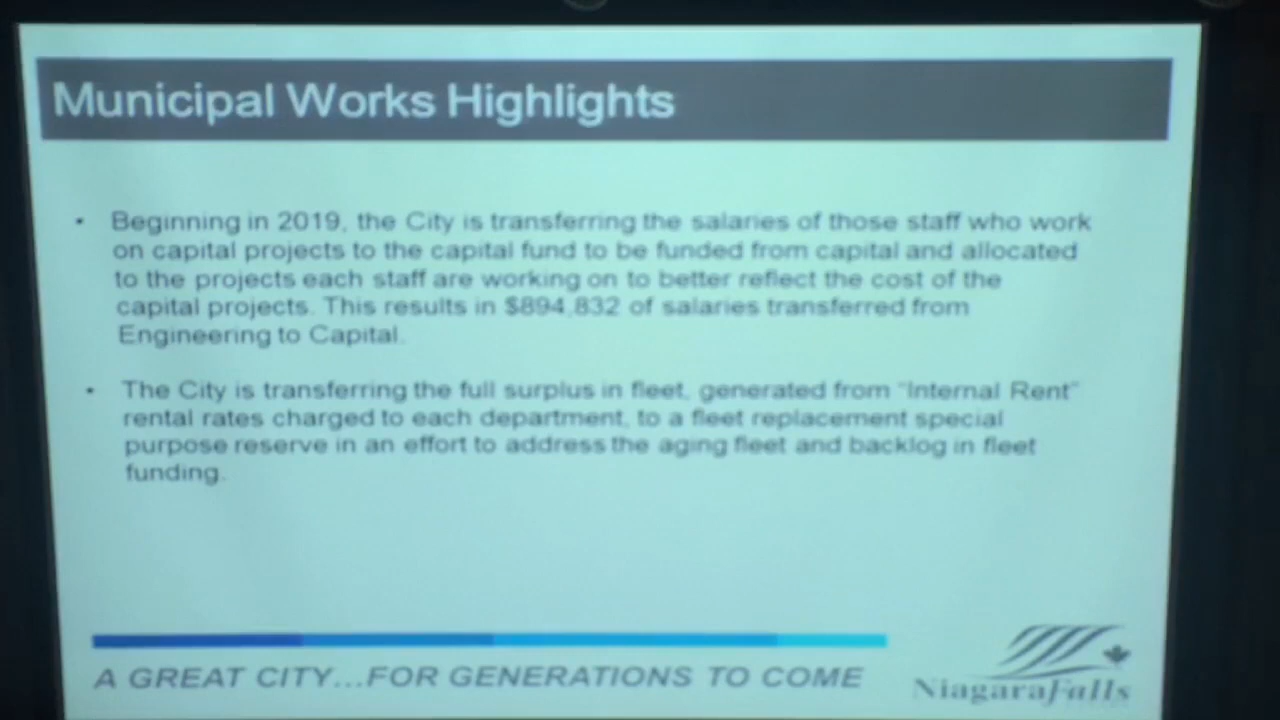 Municipal Works Highlights
• Beginning in 2019, the City is transferring the salaries of those staff who work
on capital projects to the capital fund to be funded from capital and allocated
to the projects each staff are working on to better reflect the cost of the
capital projects. This results in $894,832 of salaries transferred from
Engineering to Capital.
• The City is transferring the full surplus in fleet, generated from "Internal Rent"
rental rates charged to each department, to a fleet replacement special
purpose reserve in an effort to address the aging fleet and backlog in fleet
funding.
A GREAT CITY...FOR GENERATIONS TO COME
NiagaraFalls